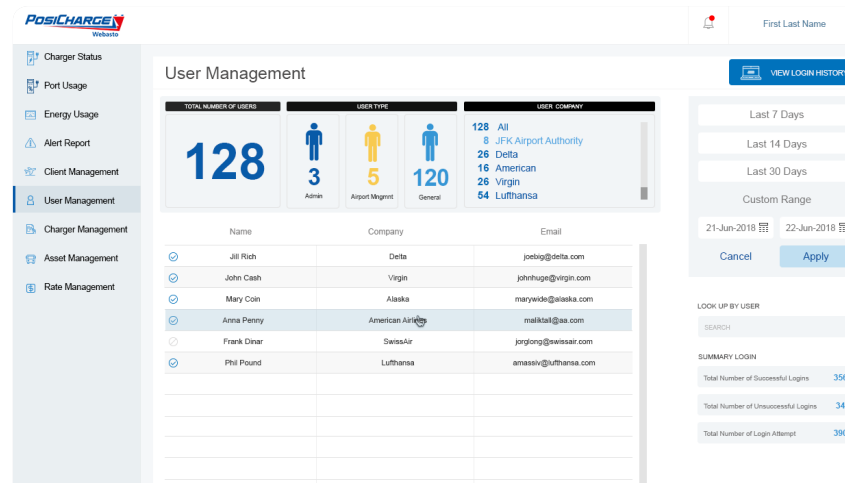 POSICHARGE
Webasto
First Last Name
Charger Status
Port Usage
Energy Usage
Alert Report
Client Management
User Management
Charger Management
Asset Management
Rate Management
User Management
VIEW LOGIN HISTORY
TOTAL NUMBER OF USERS
128
USER TYPE
3
Admin
5
Airport Mngmnt
120
General
USER COMPANY
128 All
8 JFK Airport Authority
26 Delta
16 American
26 Virgin
54 Lufthansa
Name Company Email
Jill Rich Delta joebig@delta.com
John Cash Virgin johnhuge@virgin.com
Mary Coin Alaska marywide@alaska.com
Anna Penny American Airlines maliktall@aa.com
Frank Dinar SwissAir jorglong@swissair.com
Phil Pound Lufthansa amassiv@lufthansa.com
Last 7 Days
Last 14 Days
Last 30 Days
Custom Range
21-Jun-2018 22-Jun-2018
Cancel Apply
LOOK UP BY USER
SEARCH
SUMMARY LOGIN
Total Number of Successful Logins 356
Total Number of Unsuccessful Logins 34
Total Number of Login Attempt 390